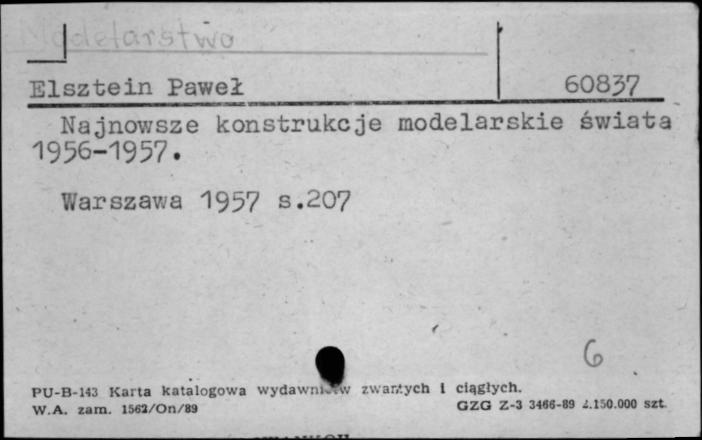 Modelarstwo
Elsztein Paweł 60837
Najnowsze konstrukcje modelarskie świata
1956-1957.
Warszawa 1957 s.207
6
PU-B-143 Karta katalogowa wydawnictw zwartych i ciągłych.
W.A. zam. 1562/On/89 GZG Z-3 3466-89 2.150.000 szt.